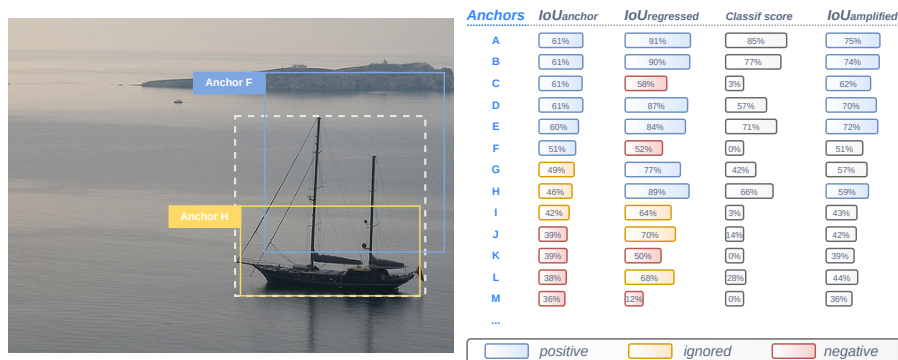 Anchors IoUanchor IoUregressed Classif score IoUamplified
A 61% 91% 85% 75%
B 61% 90% 77% 74%
C 61% 58% 3% 62%
D 61% 87% 57% 70%
E 60% 84% 71% 72%
F 51% 52% 0% 51%
G 49% 77% 42% 57%
H 46% 89% 66% 59%
I 42% 64% 3% 43%
J 39% 70% 14% 42%
K 39% 50% 0% 39%
L 38% 68% 28% 44%
M 36% 12% 0% 36%
...
positive ignored negative
Anchor F
Anchor H